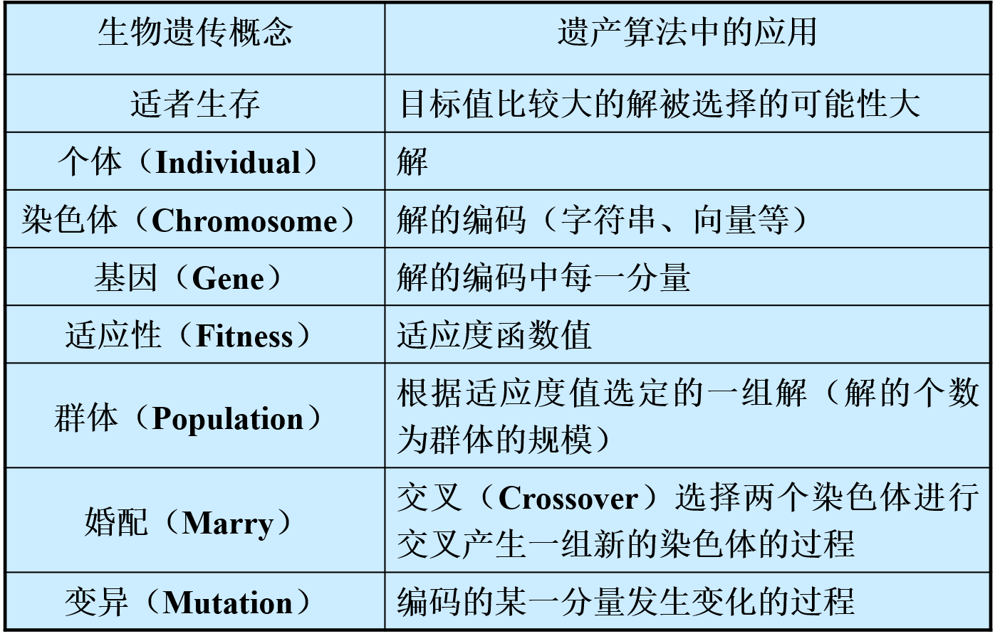 生物遗传概念
遗产算法中的应用
适者生存
目标值比较大的解被选择的可能性大
个体（Individual）
解
染色体（Chromosome）
解的编码（字符串、向量等）
基因（Gene）
解的编码中每一分量
适应性（Fitness）
适应度函数值
群体（Population）
根据适应度值选定的一组解（解的个数
为群体的规模）
婚配（Marry）
交叉（Crossover）选择两个染色体进行
交叉产生一组新的染色体的过程
变异（Mutation）
编码的某一分量发生变化的过程